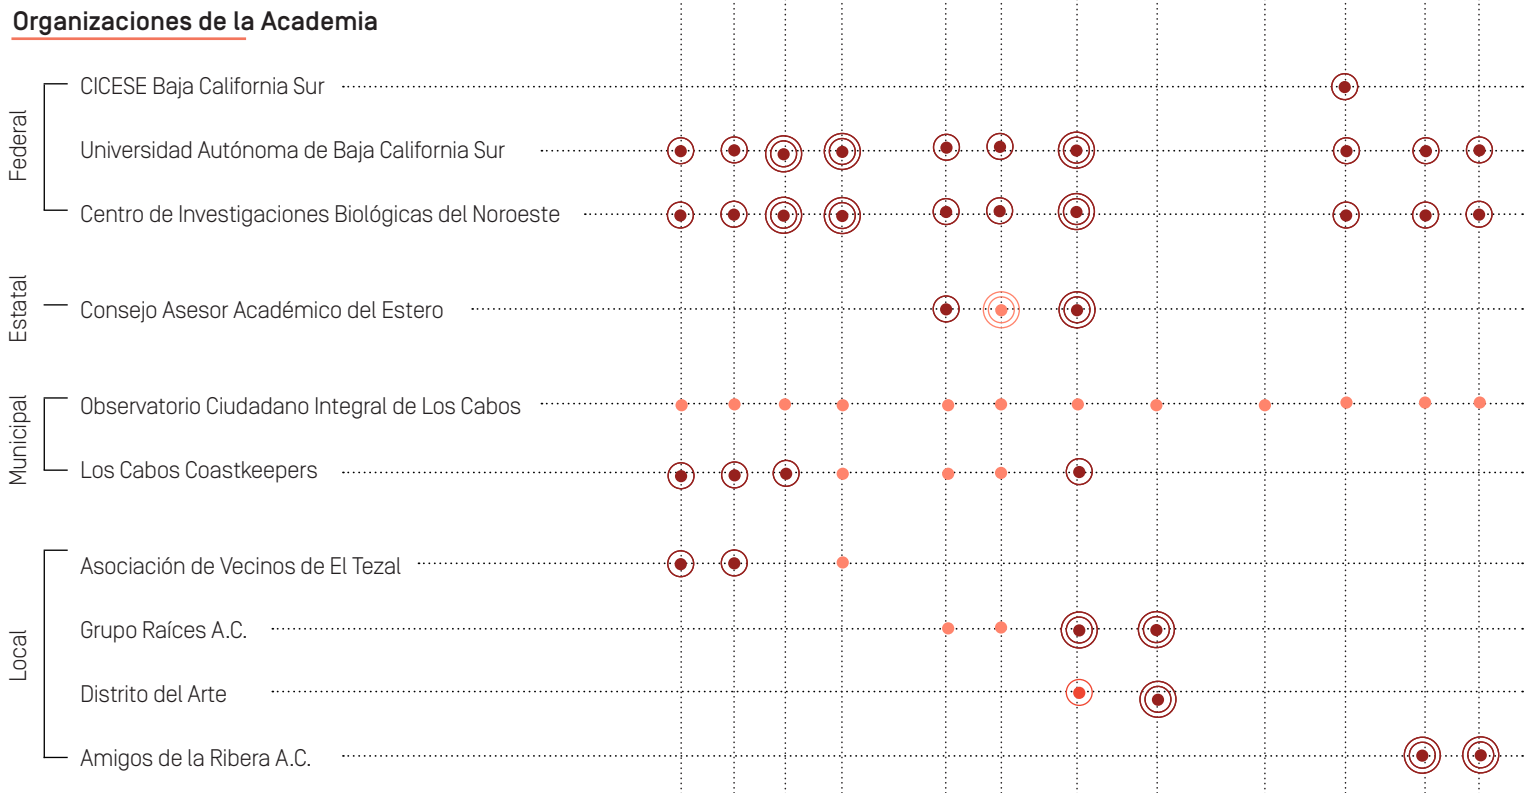 Organizaciones de la Academia
Federal
CICESE Baja California Sur
Universidad Autónoma de Baja California Sur
Centro de Investigaciones Biológicas del Noroeste
Estatal
Consejo Asesor Académico del Estero
Municipal
Observatorio Ciudadano Integral de Los Cabos
Los Cabos Coastkeepers
Local
Asociación de Vecinos de El Tezal
Grupo Raíces A.C.
Distrito del Arte
Amigos de la Ribera A.C.